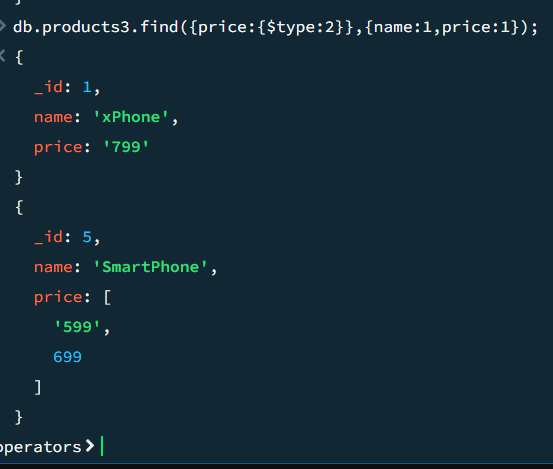 }
> db.products3.find({price:{$type:2}},{name:1,price:1});
< {
_id: 1,
name: 'xPhone',
price: '799'
}
{
_id: 5,
name: 'SmartPhone',
price: [
'599',
699
]
}
operators>